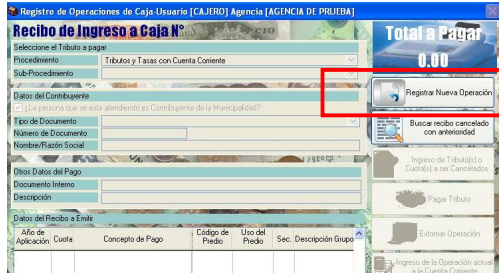 Registro de Operaciones de Caja-Usuario [CAJERO] Agencia [AGENCIA DE PRUEBA]
Recibo de Ingreso a Caja N°
Total a Pagar
0.00
Seleccione el Tributo a pagar
Procedimiento Tributos y Tasas con Cuenta Corriente
Sub-Procedimiento
Registrar Nueva Operación
Datos del Contribuyente
¿La persona que se esta atendiendo es Contribuyente de la Municipalidad?
Tipo de Documento
Número de Documento
Nombre/Razón Social
Buscar recibo cancelado
con anterioridad
Ingreso de Tributo(s) o
Cuota(s) a ser Cancelados
Otros Datos del Pago
Documento Interno
Descripción
Pagar Tributo
Datos del Recibo a Emitir
Extornar Operación
Año de Aplicación Cuota Concepto de Pago Código de Predio Uso del Predio Sec. Descripción Grupo
Ingreso de la Operación actual
a la Cuenta Corriente